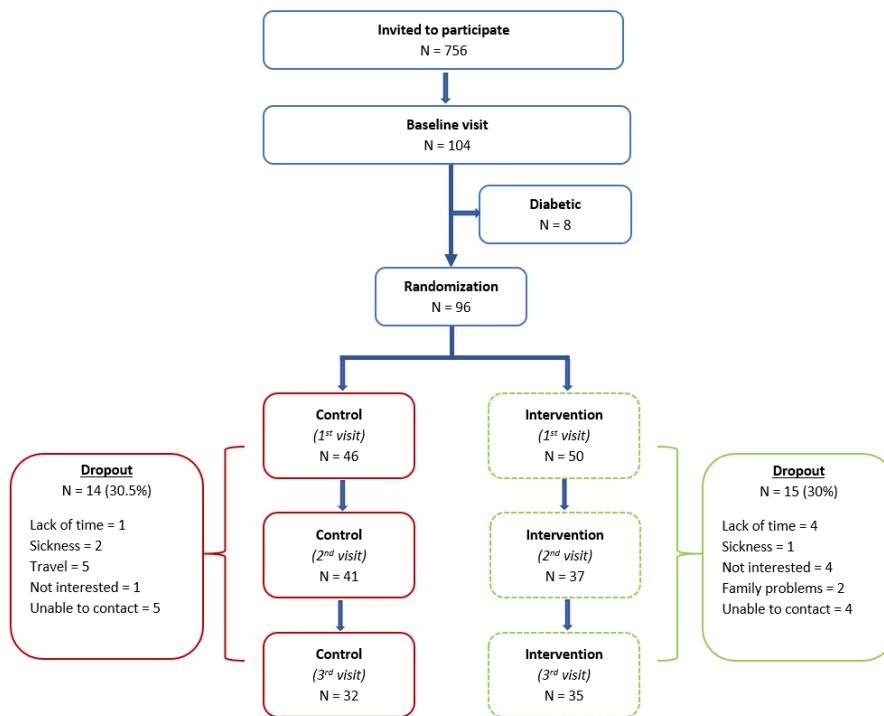 Invited to participate
N = 756
Baseline visit
N = 104
Diabetic
N = 8
Randomization
N = 96
Control
(1st visit)
N = 46
Intervention
(1st visit)
N = 50
Dropout
N = 14 (30.5%)
Lack of time = 1
Sickness = 2
Travel = 5
Not interested = 1
Unable to contact = 5
Dropout
N = 15 (30%)
Lack of time = 4
Sickness = 1
Not interested = 4
Family problems = 2
Unable to contact = 4
Control
(2nd visit)
N = 41
Intervention
(2nd visit)
N = 37
Control
(3rd visit)
N = 32
Intervention
(3rd visit)
N = 35